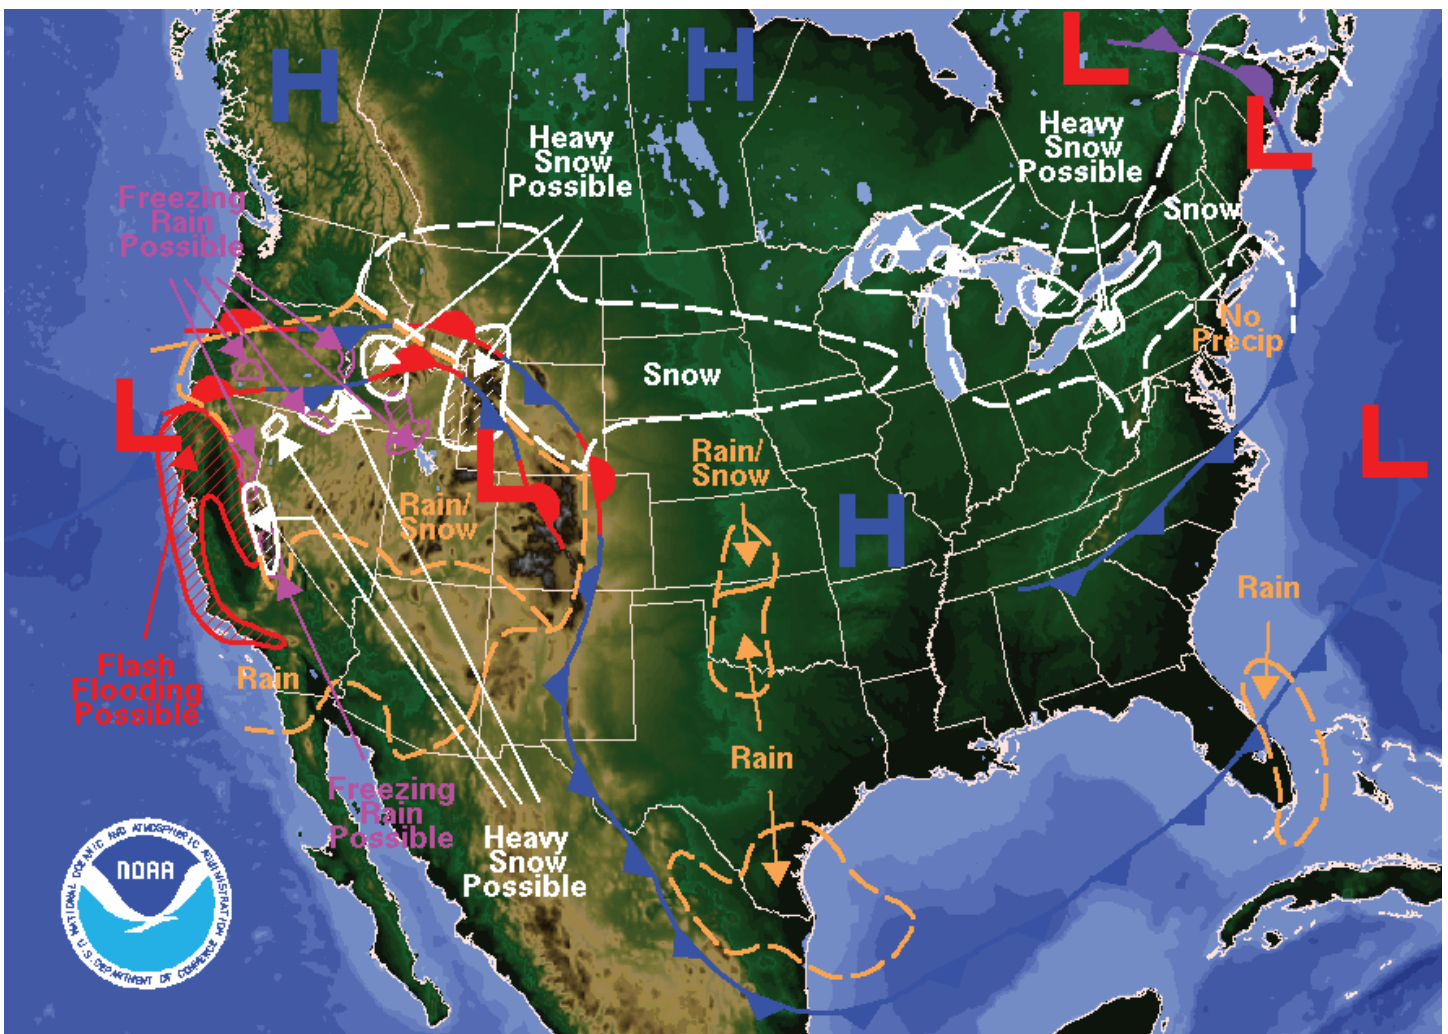 H
H
L
L
Heavy
Snow
Possible
Heavy
Snow
Possible
Freezing
Rain
Possible
Snow
No
Precip
Snow
L
L
L
Rain/
Snow
Rain/
Snow
H
Rain
Flash
Flooding
Possible
Rain
Rain
Freezing
Rain
Possible
Heavy
Snow
Possible
NOAA
NATIONAL OCEANIC AND ATMOSPHERIC ADMINISTRATION
U.S. DEPARTMENT OF COMMERCE